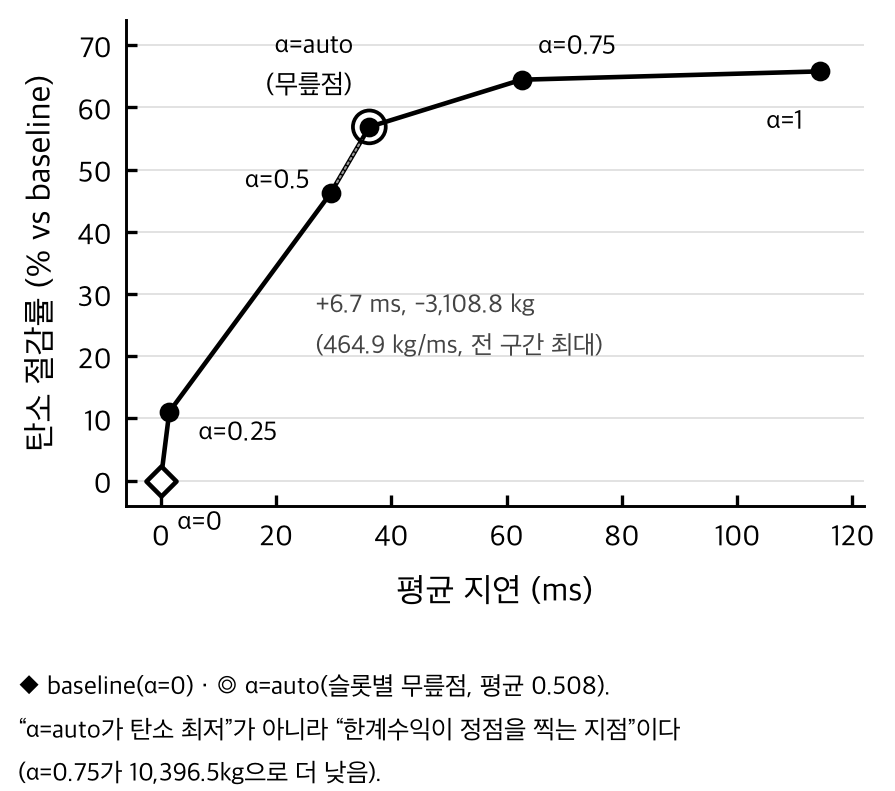 탄소 절감률 (% vs baseline)
70
60
50
40
30
20
10
0
α=auto
(무릎점)
α=0.75
α=1
α=0.5
+6.7 ms, −3,108.8 kg
(464.9 kg/ms, 전 구간 최대)
α=0.25
α=0
0 20 40 60 80 100 120
평균 지연 (ms)
◆ baseline(α=0) · ◎ α=auto(슬롯별 무릎점, 평균 0.508).
“α=auto가 탄소 최저”가 아니라 “한계수익이 정점을 찍는 지점”이다
(α=0.75가 10,396.5kg으로 더 낮음).